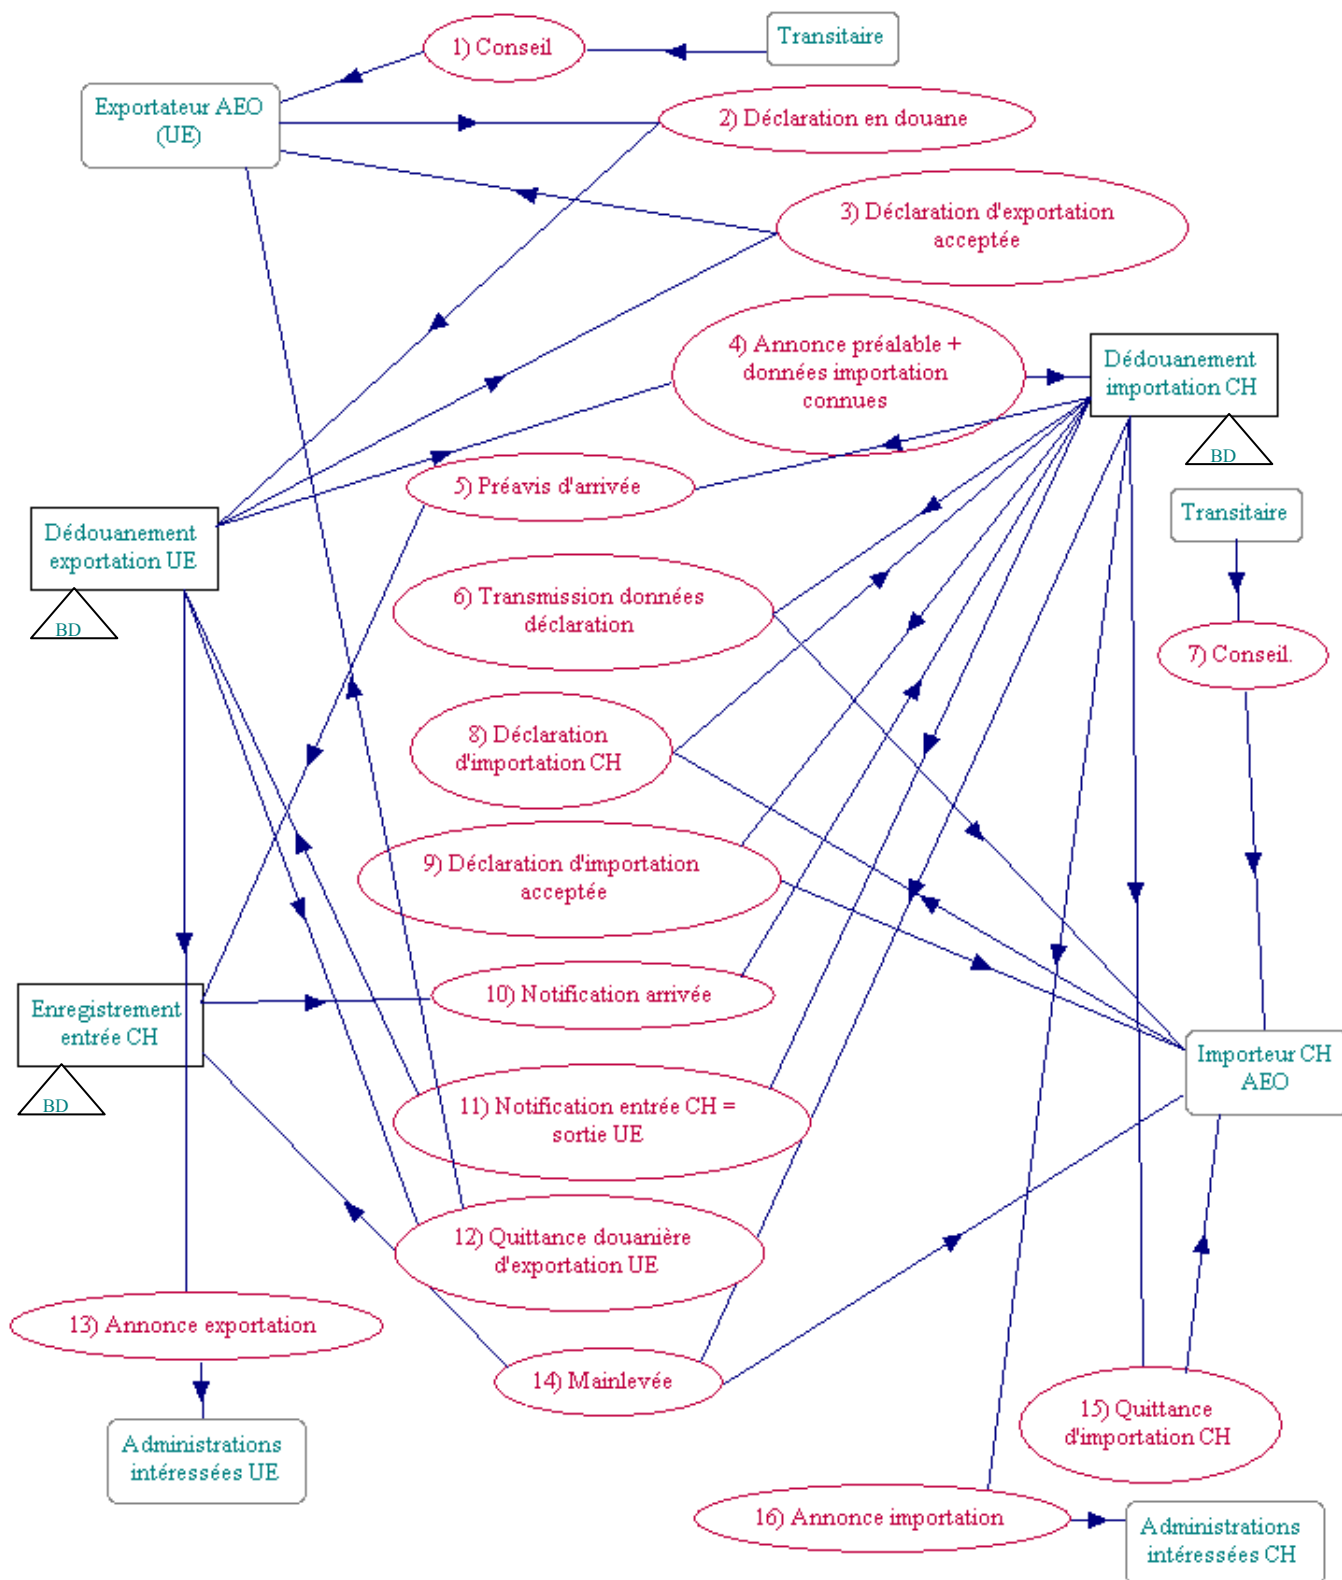 1) Conseil
Transitaire
Exportateur AEO
(UE)
2) Déclaration en douane
3) Déclaration d'exportation
acceptée
4) Annonce préalable +
données importation
connues
Dédouanement
importation CH
BD
5) Préavis d'arrivée
Transitaire
Dédouanement
exportation UE
BD
6) Transmission données
déclaration
7) Conseil.
8) Déclaration
d'importation CH
9) Déclaration d'importation
acceptée
10) Notification arrivée
Enregistrement
entrée CH
BD
Importeur CH
AEO
11) Notification entrée CH =
sortie UE
12) Quittance douanière
d'exportation UE
13) Annonce exportation
14) Mainlevée
15) Quittance
d'importation CH
Administrations
intéressées UE
16) Annonce importation
Administrations
intéressées CH